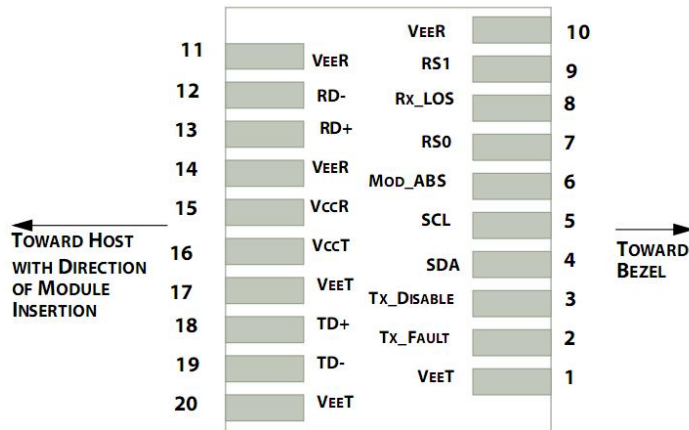 11 VEER
12 RD-
13 RD+
14 VEER
15 VCCR
16 VCCT
17 VEET
18 TD+
19 TD-
20 VEET
VEER 10
RS1 9
RX_LOS 8
RS0 7
MOD_ABS 6
SCL 5
SDA 4
TX_DISABLE 3
TX_FAULT 2
VEET 1
TOWARD HOST
WITH DIRECTION
OF MODULE
INSERTION
TOWARD
BEZEL